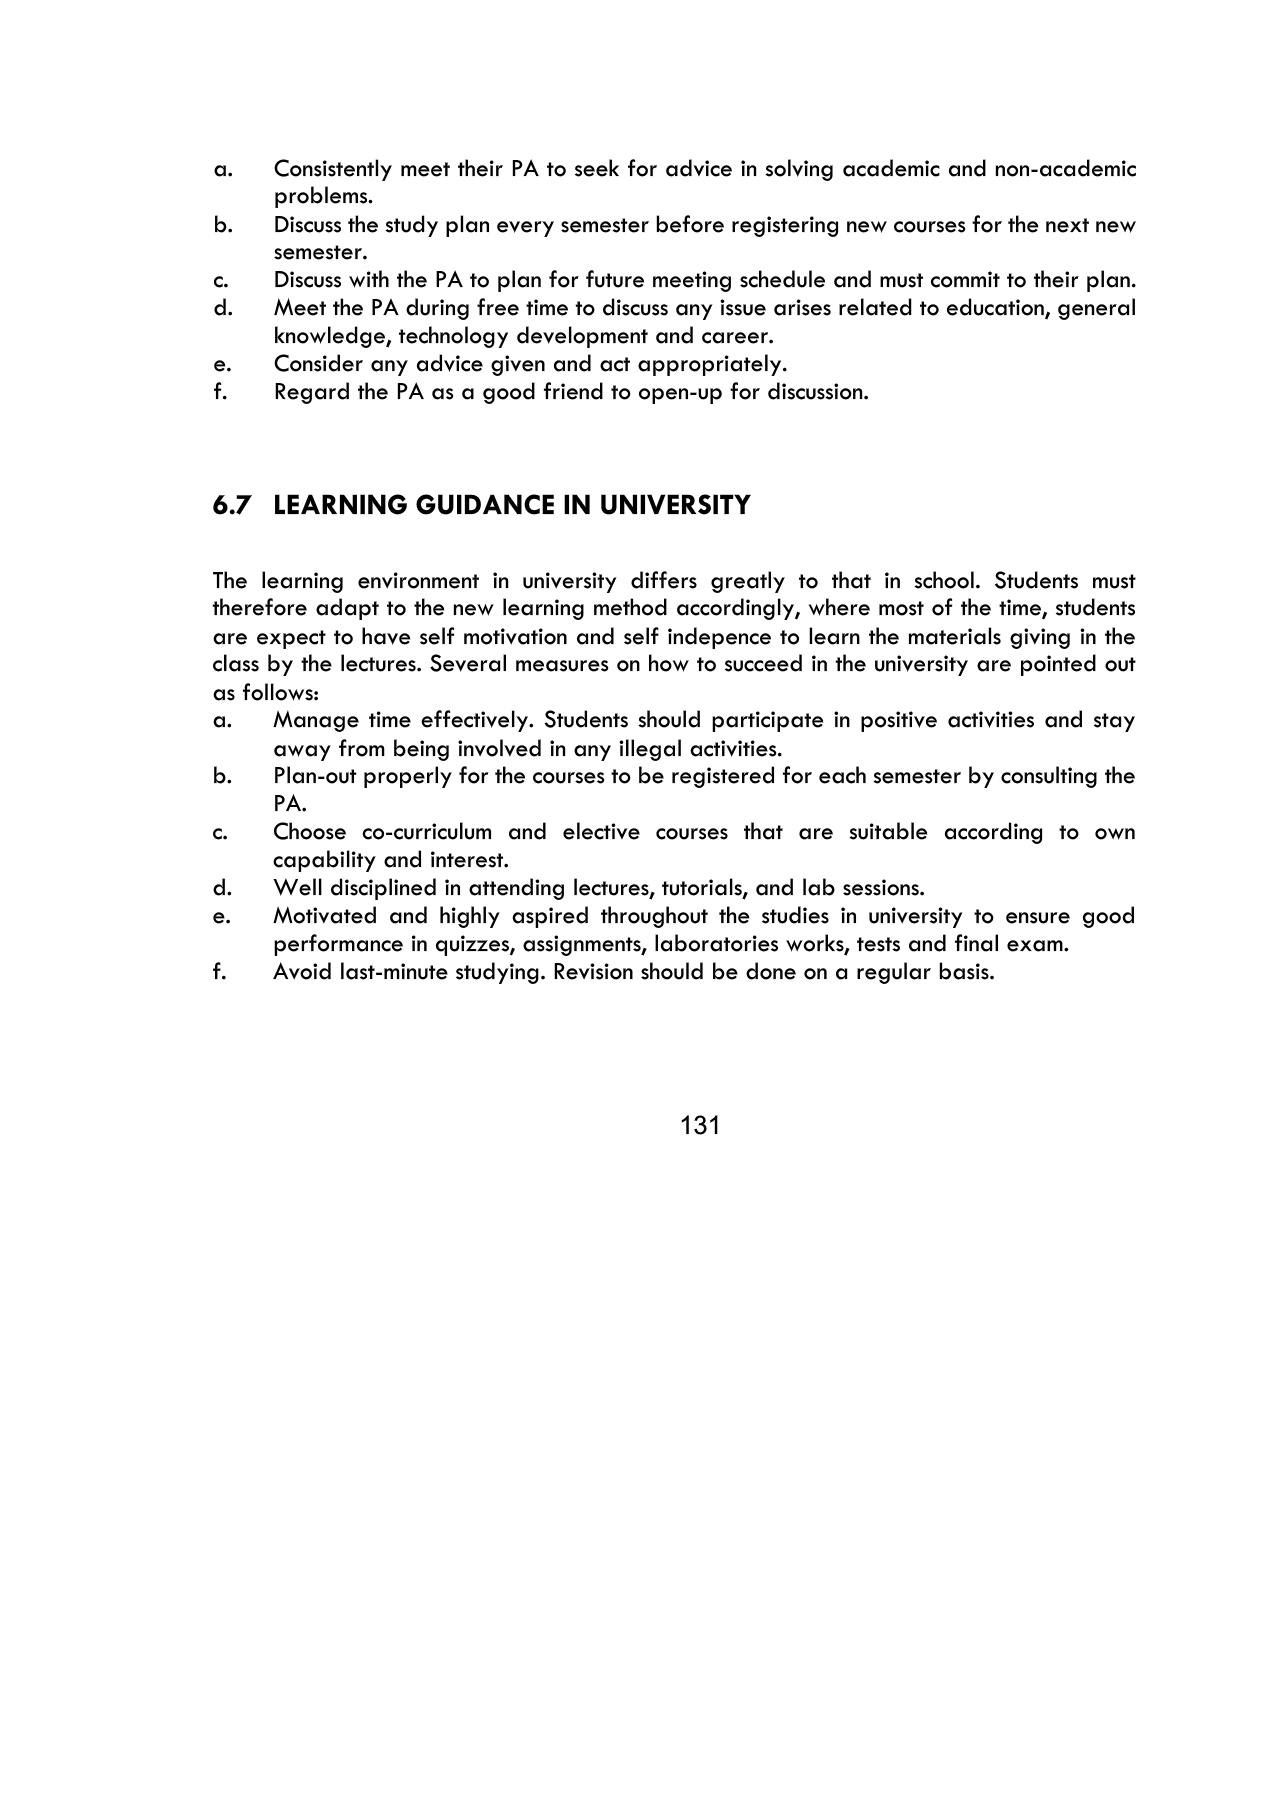 a. Consistently meet their PA to seek for advice in solving academic and non-academic
problems.
b. Discuss the study plan every semester before registering new courses for the next new
semester.
c. Discuss with the PA to plan for future meeting schedule and must commit to their plan.
d. Meet the PA during free time to discuss any issue arises related to education, general
knowledge, technology development and career.
e. Consider any advice given and act appropriately.
f. Regard the PA as a good friend to open-up for discussion.
6.7 LEARNING GUIDANCE IN UNIVERSITY
The learning environment in university differs greatly to that in school. Students must
therefore adapt to the new learning method accordingly, where most of the time, students
are expect to have self motivation and self indepence to learn the materials giving in the
class by the lectures. Several measures on how to succeed in the university are pointed out
as follows:
a. Manage time effectively. Students should participate in positive activities and stay
away from being involved in any illegal activities.
b. Plan-out properly for the courses to be registered for each semester by consulting the
PA.
c. Choose co-curriculum and elective courses that are suitable according to own
capability and interest.
d. Well disciplined in attending lectures, tutorials, and lab sessions.
e. Motivated and highly aspired throughout the studies in university to ensure good
performance in quizzes, assignments, laboratories works, tests and final exam.
f. Avoid last-minute studying. Revision should be done on a regular basis.
131